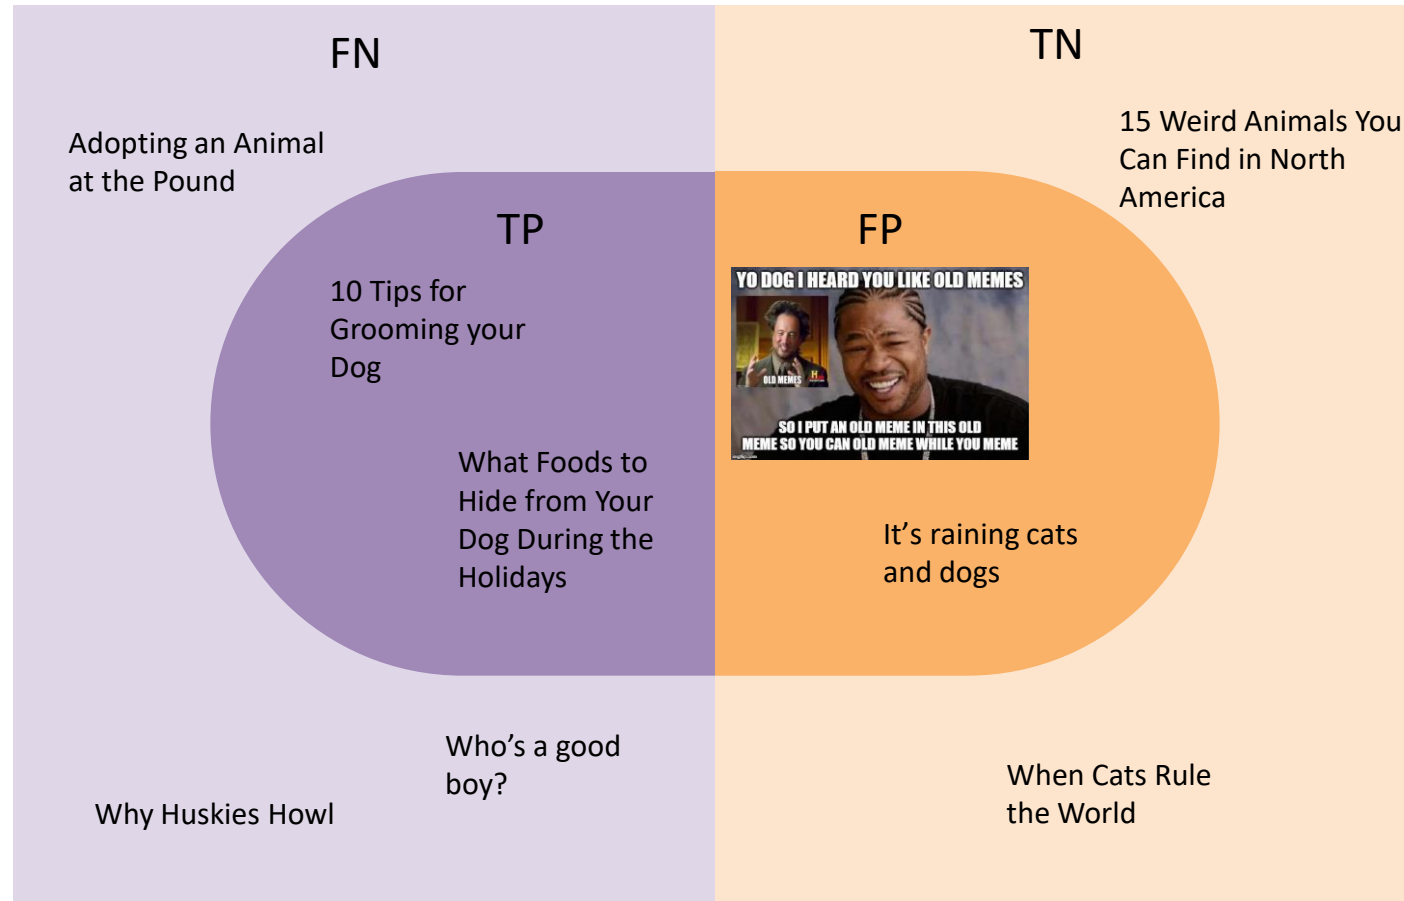 FN
TN
Adopting an Animal
at the Pound
15 Weird Animals You
Can Find in North
America
TP
FP
10 Tips for
Grooming your
Dog
YO DOG I HEARD YOU LIKE OLD MEMES
OLD MEMES
H
SO I PUT AN OLD MEME IN THIS OLD
MEME SO YOU CAN OLD MEME WHILE YOU MEME
What Foods to
Hide from Your
Dog During the
Holidays
It's raining cats
and dogs
Who's a good
boy?
Why Huskies Howl
When Cats Rule
the World